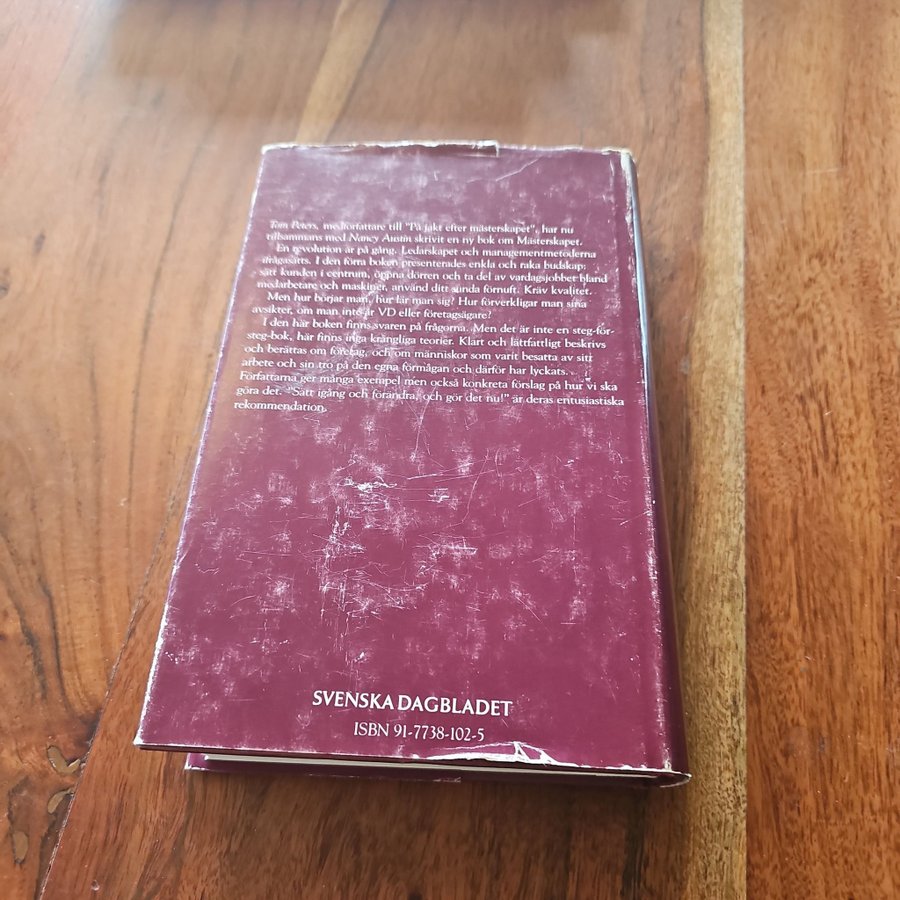 Tom Peters, medförfattare till "På jakt efter mästerskapet", har nu
tillsammans med Nancy Austin skrivit en ny bok om Mästerskapet.
En revolution är på gång. Ledarskapet och managementmetoderna
ifrågasätts. I den förra boken presenterades enkla och raka budskap:
sätt kunden i centrum, öppna dörren och ta del av vardagsjobbet bland
medarbetare och maskiner, använd ditt sunda förnuft. Kräv kvalitet.
Men hur börjar man, hur lär man sig? Hur förverkligar man sina
avsikter, om man inte är VD eller företagsägare?
I den här boken finns svaren på frågorna. Men det är inte en steg-för-
steg-bok, här finns inga krångliga teorier. Klart och lättfattligt beskrivs
och berättas om företag, och om människor som varit besatta av sitt
arbete och sin tro på den egna förmågan och därför har lyckats.
Författarna ger många exempel men också konkreta förslag på hur vi ska
göra det. "Sätt igång och förändra, och gör det nu!" är deras entusiastiska
rekommendation.
SVENSKA DAGBLADET
ISBN 91-7738-102-5